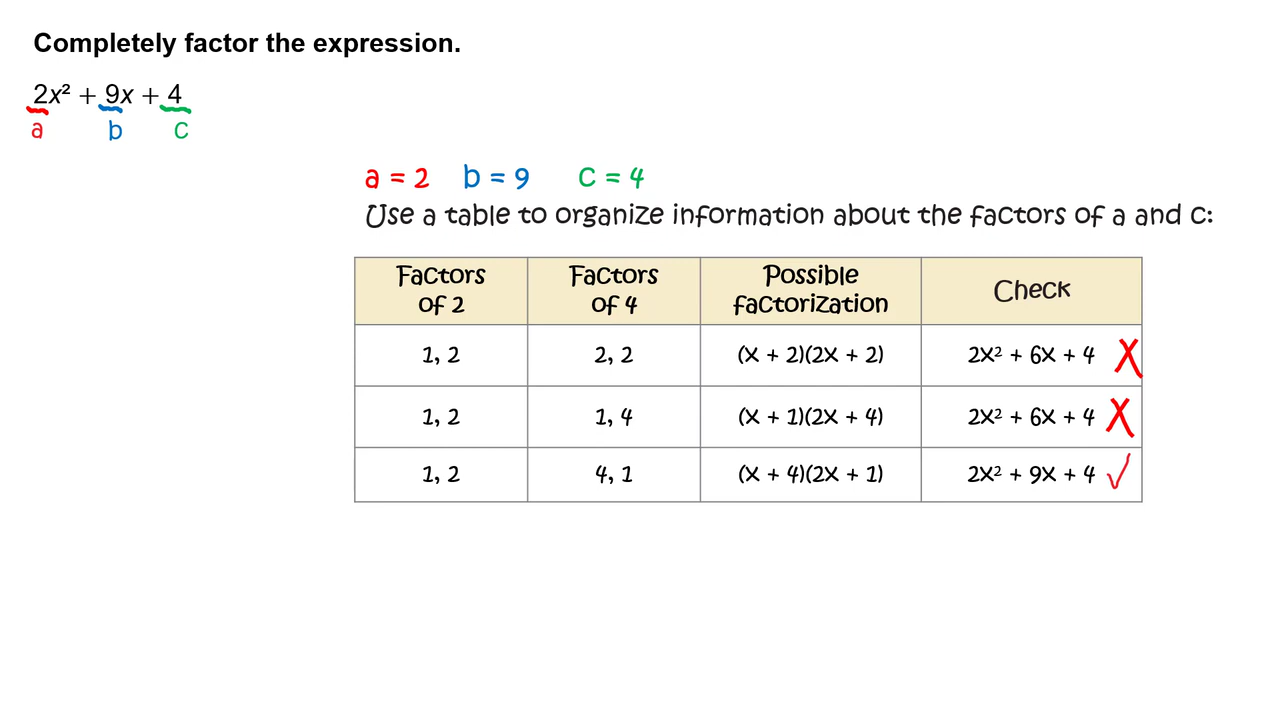 Completely factor the expression.
2x² + 9x + 4
a b c
a = 2 b = 9 c = 4
Use a table to organize information about the factors of a and c:
Factors of 2 Factors of 4 Possible factorization Check
1, 2 2, 2 (x + 2)(2x + 2) 2x² + 6x + 4 X
1, 2 1, 4 (x + 1)(2x + 4) 2x² + 6x + 4 X
1, 2 4, 1 (x + 4)(2x + 1) 2x² + 9x + 4 ✓